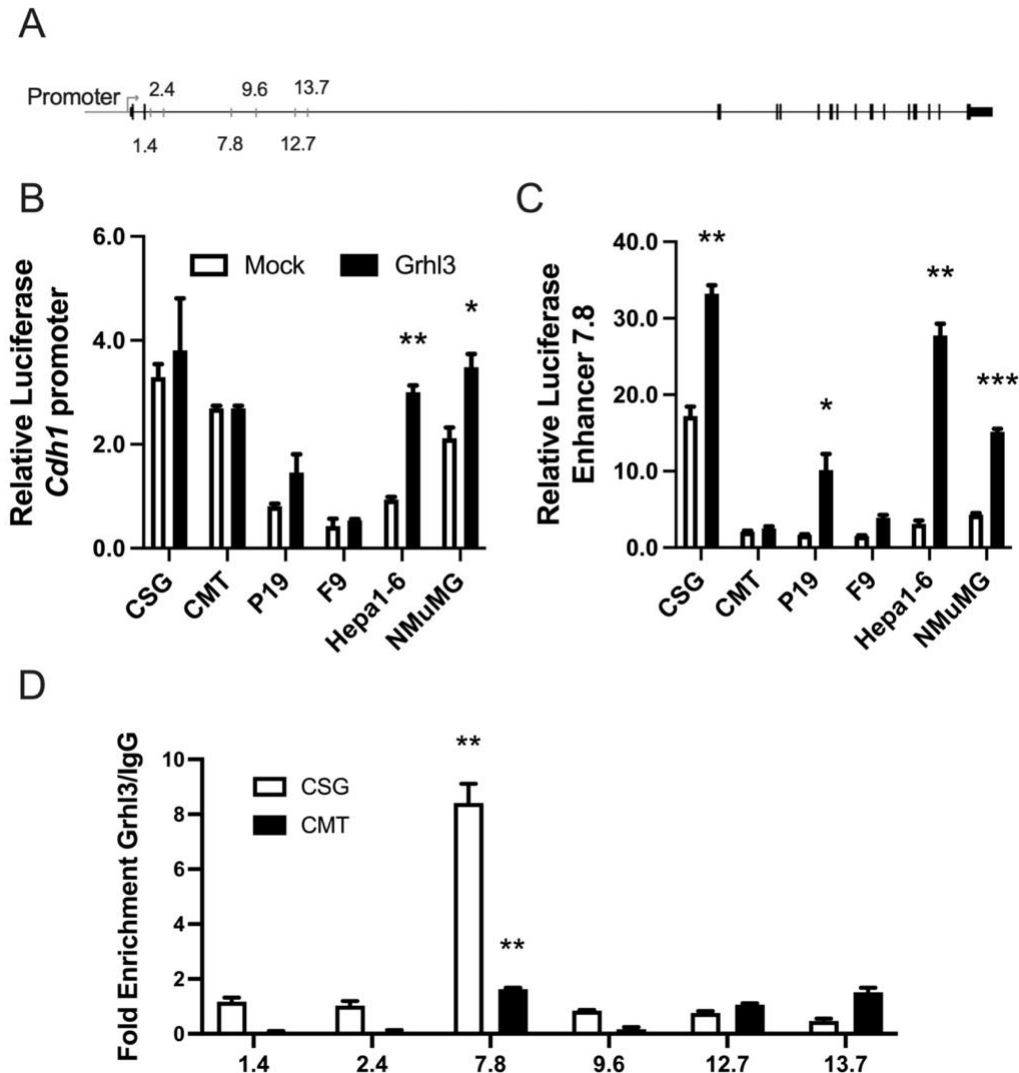 A
Promoter 2.4 9.6 13.7
1.4 7.8 12.7
B
Relative Luciferase
Cdh1 promoter
6.0
4.0
2.0
0.0
Mock Grhl3
** *
CSG CMT P19 F9 Hepa1-6 NMuMG
C
Relative Luciferase
Enhancer 7.8
40.0
30.0
20.0
10.0
0.0
** * ** ***
CSG CMT P19 F9 Hepa1-6 NMuMG
D
Fold Enrichment Grhl3/IgG
10
8
6
4
2
0
CSG
CMT
**
**
1.4 2.4 7.8 9.6 12.7 13.7